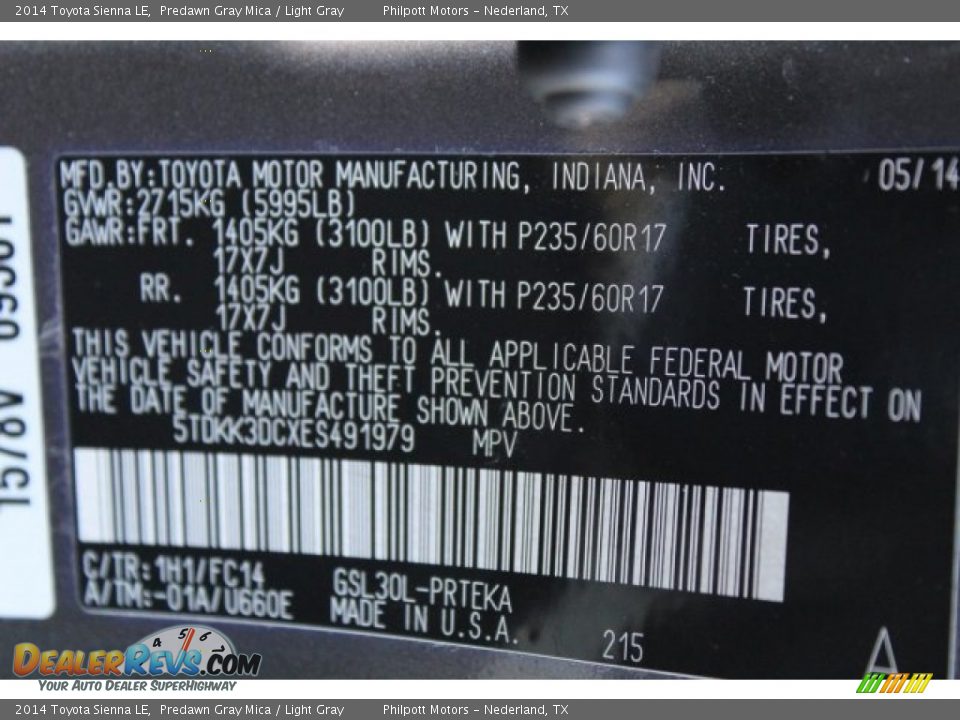 2014 Toyota Sienna LE, Predawn Gray Mica / Light Gray Philpott Motors - Nederland, TX
MFD.BY:TOYOTA MOTOR MANUFACTURING, INDIANA, INC. 05/14
GVWR:2715KG (5995LB)
GAWR:FRT. 1405KG (3100LB) WITH P235/60R17 TIRES,
17X7J RIMS.
RR. 1405KG (3100LB) WITH P235/60R17 TIRES,
17X7J RIMS.
THIS VEHICLE CONFORMS TO ALL APPLICABLE FEDERAL MOTOR
VEHICLE SAFETY AND THEFT PREVENTION STANDARDS IN EFFECT ON
THE DATE OF MANUFACTURE SHOWN ABOVE.
5TDKK3DCXES491979 MPV
C/TR:1H1/FC14
A/TM:-01A/U660E
GSL30L-PRTEKA
MADE IN U.S.A.
215
A
1578V
4 5 6
DEALERREVS.COM
YOUR AUTO DEALER SUPERHIGHWAY
2014 Toyota Sienna LE, Predawn Gray Mica / Light Gray Philpott Motors - Nederland, TX